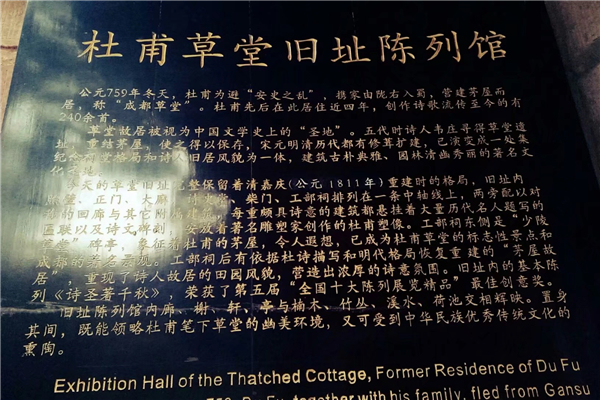 杜甫草堂旧址陈列馆
公元759年冬天，杜甫为避“安史之乱”，携家由陇右入蜀，营建茅屋而
居，称“成都草堂”。杜甫先后在此居住近四年，创作诗歌流传至今的有
240余首。
草堂故居被视为中国文学史上的“圣地”。五代时诗人韦庄寻得草堂遗
址，重结茅屋，使之得以保存，宋元明清历代都有修葺扩建，已演变成一处集
纪念祠堂格局和诗人旧居风貌为一体，建筑古朴典雅、园林清幽秀丽的著名文
化
今天的草堂旧址完整保留着清嘉庆(公元1811年)重建时的格局，旧址内
、正门、大廨、诗史堂、柴门、工部祠排列在一条中轴线上，两旁配以对
的回廊与其它附属建筑，每重颇具诗意的建筑都悬挂着大量历代名人题写的
匾联以及诗文碑刻，安放着著名雕塑家创作的杜甫塑像。工部祠东侧是“少陵
草堂”碑亭，象征着杜甫的茅屋，令人遐想，已成为杜甫草堂的标志性景点和
成都的 之 。工部祠后有依据杜诗描写和明代格局恢复重建的“茅屋故
居”，重现了诗人故居的田园风貌，营造出浓厚的诗意氛围。旧址内的基本陈
列《诗圣著千秋》，荣获了第五届“全国十大陈列展览精品”最佳创意奖。
旧址陈列馆内廊、榭、轩、亭与楠木、竹丛、溪水、荷池交相辉映。置身
其间，既能领略杜甫笔下草堂的幽美环境，又可受到中华民族优秀传统文化的
熏陶。
Exhibition Hall of the Thatched Cottage, Former Residence of Du Fu
759, Du Fu, together with his family, fled from Gansu